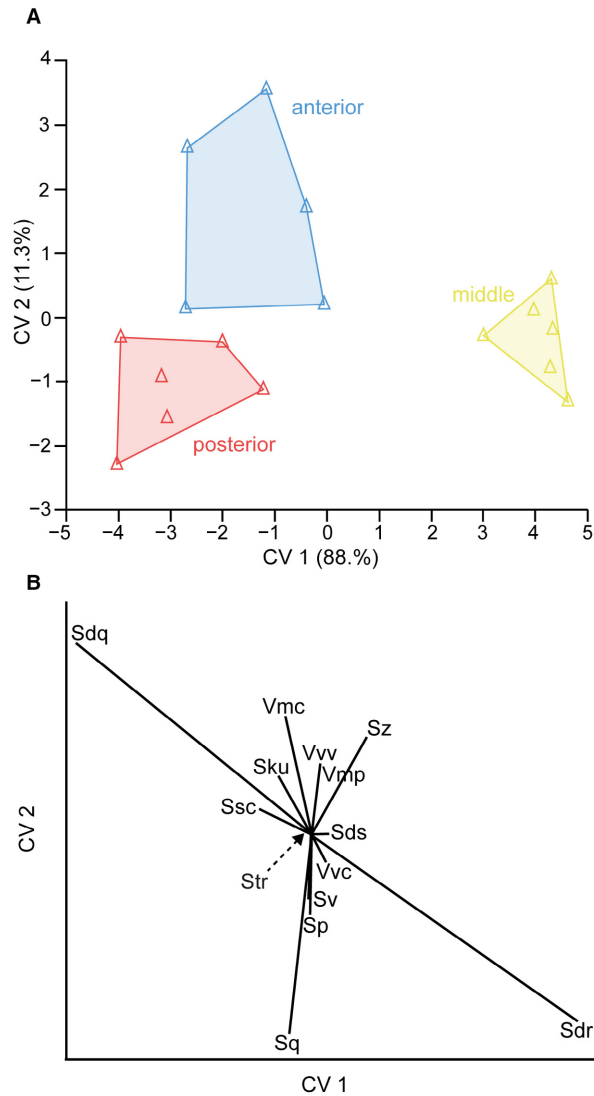 A
4
3
2
1
0
−1
−2
−3
CV 2 (11.3%)
anterior
middle
posterior
−5 −4 −3 −2 −1 0 1 2 3 4 5
CV 1 (88.%)
B
Sdq
Vmc
Sz
Vvv
Sku
Vmp
Ssc
Sds
CV 2
Vvc
Str
Sv
Sp
Sdr
Sq
CV 1